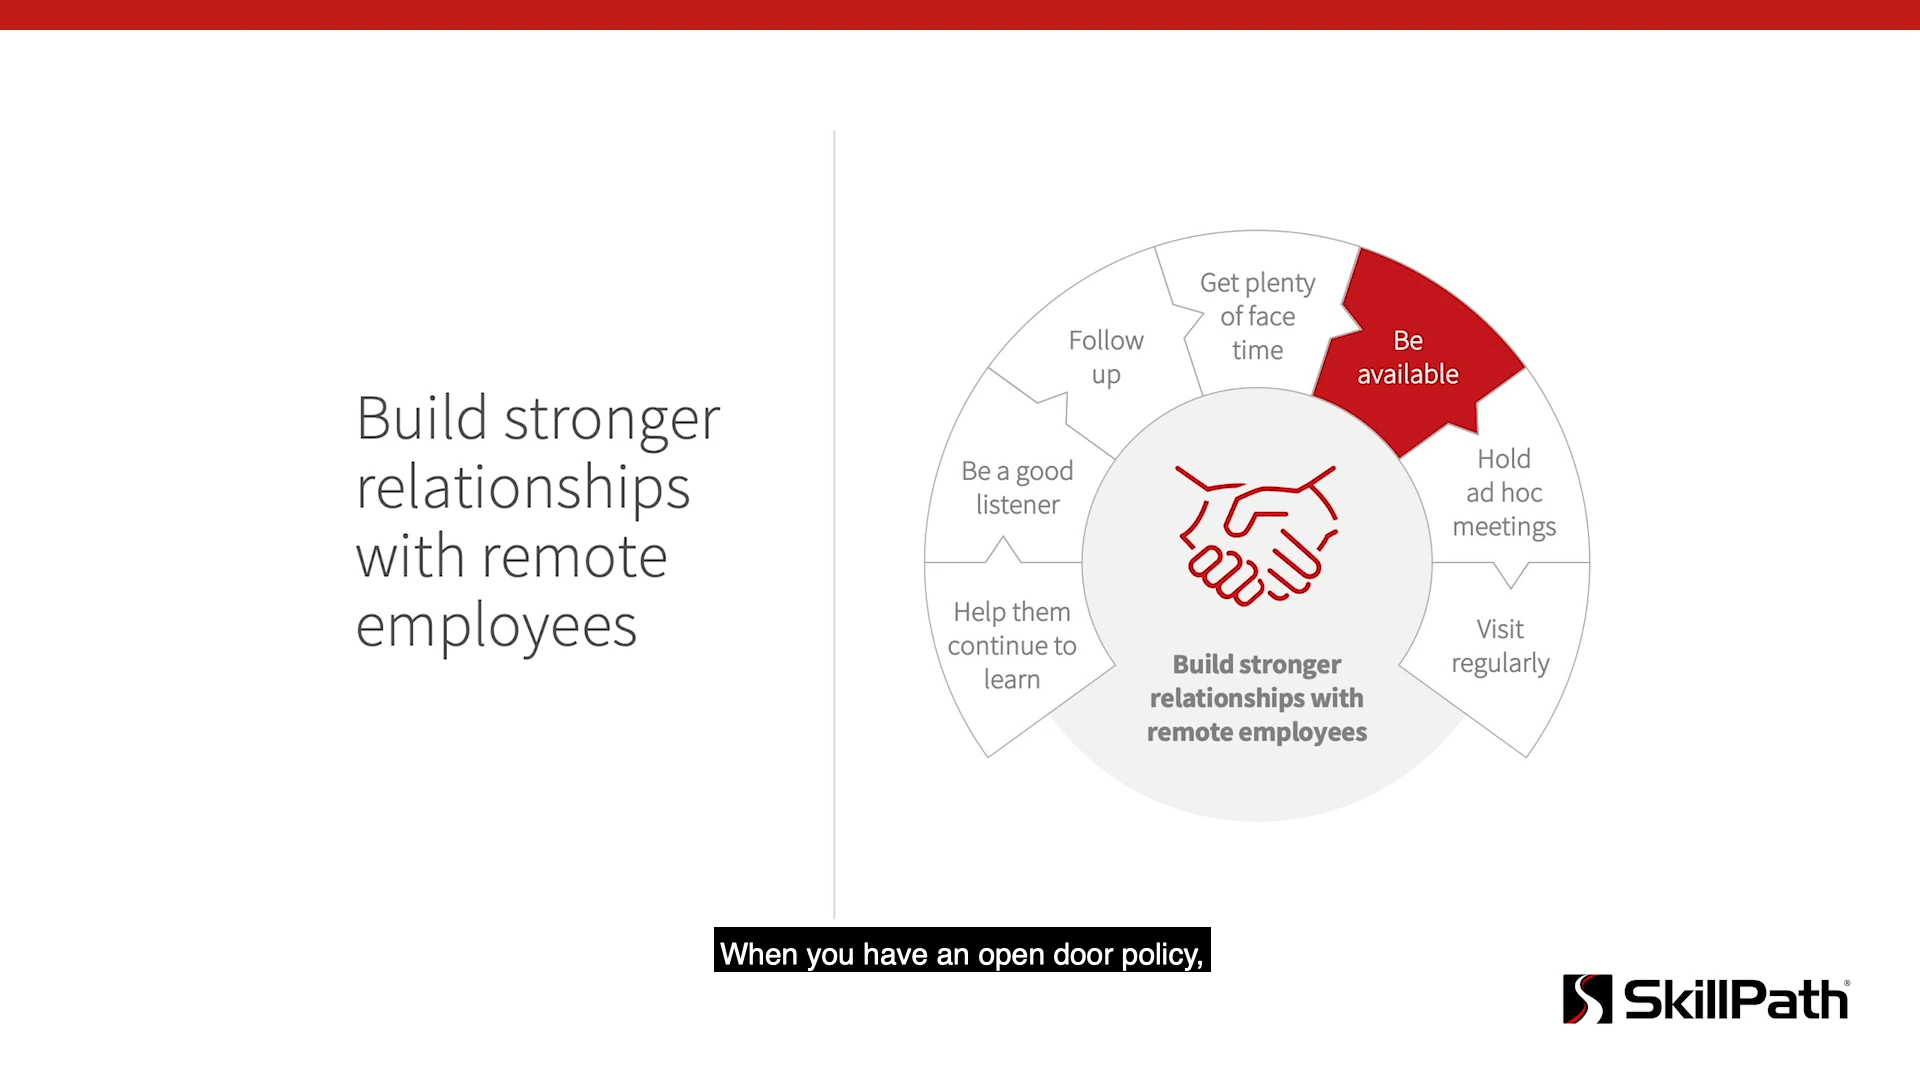 Build stronger
relationships
with remote
employees
Help them
continue to
learn
Be a good
listener
Follow
up
Get plenty
of face
time
Be
available
Hold
ad hoc
meetings
Visit
regularly
Build stronger
relationships with
remote employees
When you have an open door policy,
SkillPath®